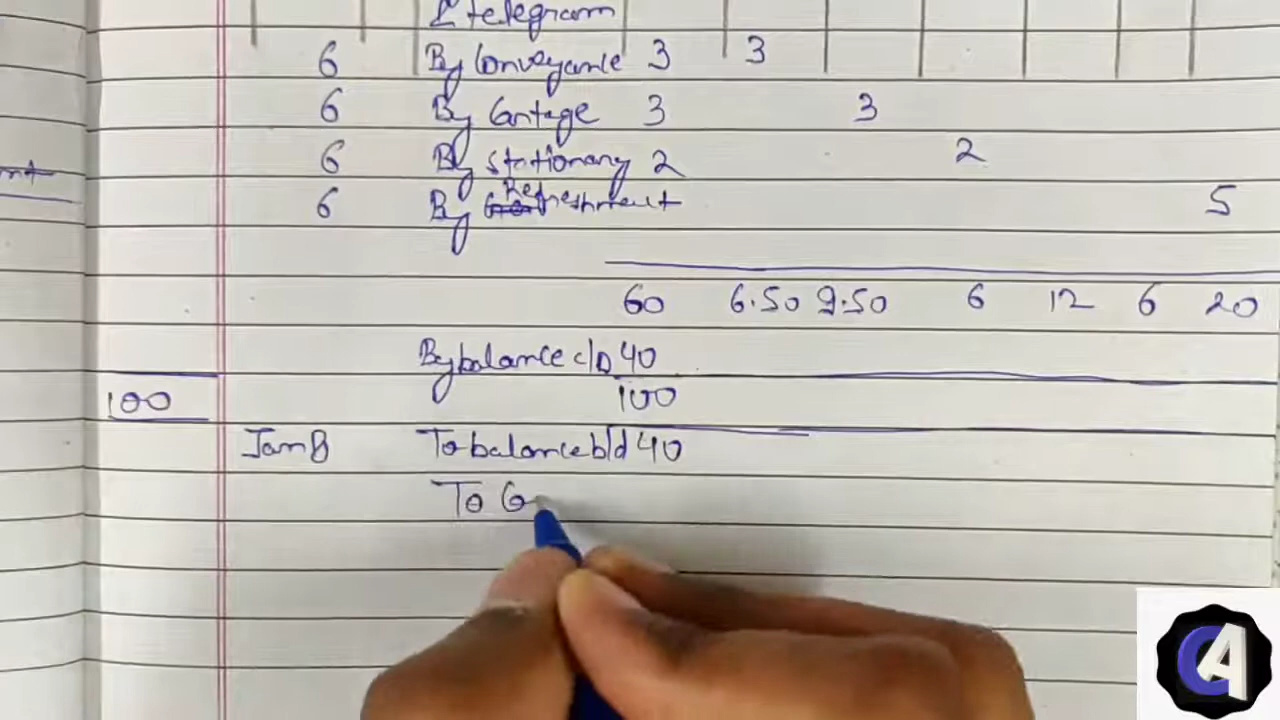 & telegram
6 By Conveyance 3 3
6 By Cartage 3 3
6 By Stationary 2 2
6 By Refreshment 5
60 6.50 9.50 6 12 6 20
By balance c/D 40
100 100
Jan 8 To balance b/d 40
To Ca
CA